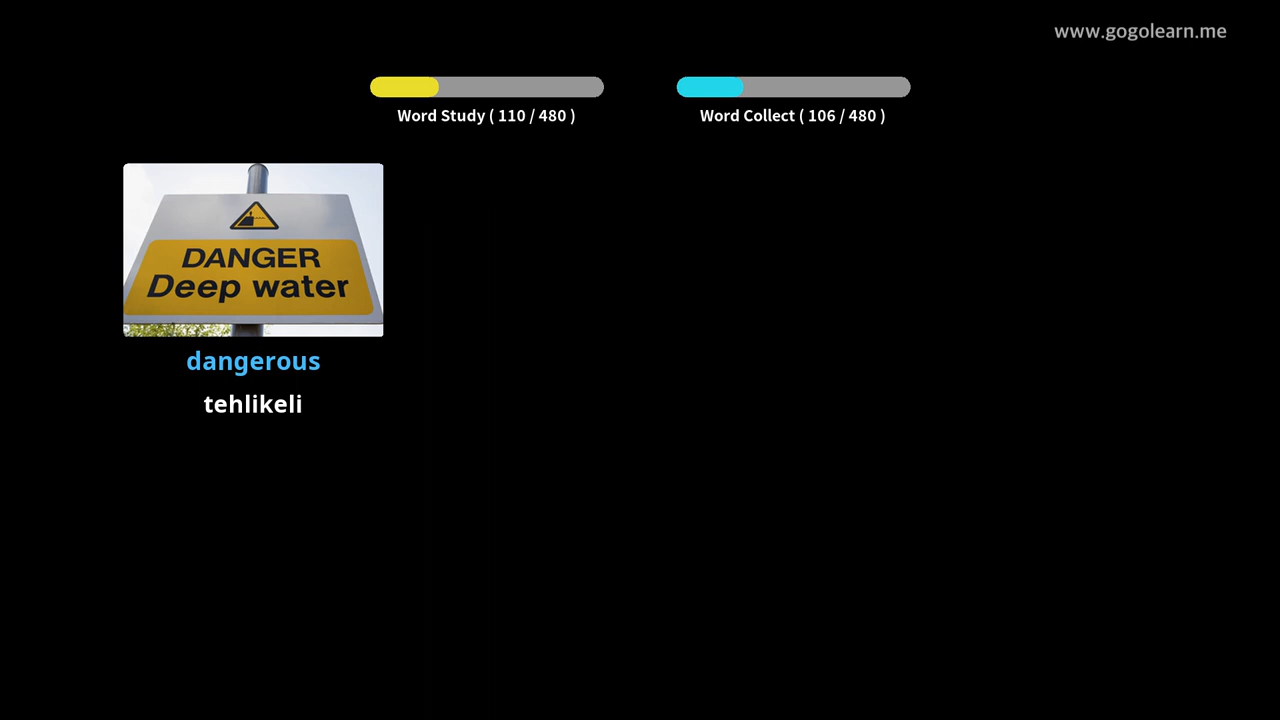 www.gogolearn.me
Word Study ( 110 / 480 )
Word Collect ( 106 / 480 )
DANGER
Deep water
dangerous
tehlikeli